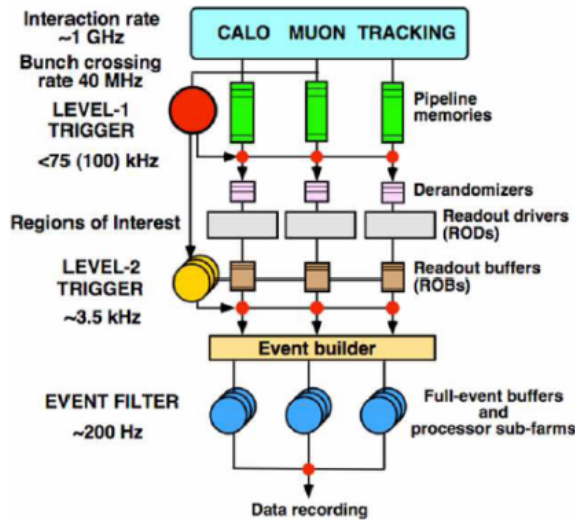 Interaction rate
~1 GHz
CALO MUON TRACKING
Bunch crossing
rate 40 MHz
LEVEL-1
TRIGGER
<75 (100) kHz
Pipeline
memories
Derandomizers
Regions of Interest
Readout drivers
(RODs)
LEVEL-2
TRIGGER
~3.5 kHz
Readout buffers
(ROBs)
Event builder
EVENT FILTER
~200 Hz
Full-event buffers
and
processor sub-farms
Data recording